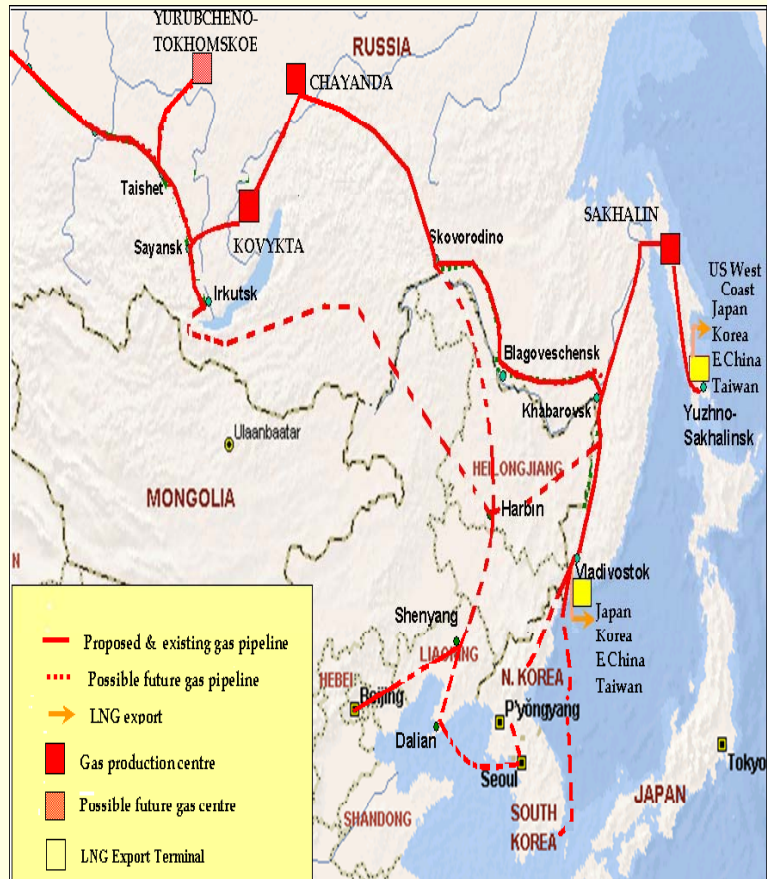 YURUBCHENO-
TOKHOMSKOE
RUSSIA
CHAYANDA
Taishet
SAKHALIN
Sayansk
KOVYKTA
Skovorodino
US West
Coast
Irkutsk
Japan
Korea
E.China
Taiwan
Blagoveschensk
Khabarovsk
Yuzhno-
Sakhalinsk
Ulaanbaatar
HEILONGJIANG
MONGOLIA
Harbin
N
Vladivostok
Shenyang
Japan
Korea
E.China
Taiwan
LIAONING
Proposed & existing gas pipeline
HEBEI
N. KOREA
Possible future gas pipeline
Beijing
P'yŏngyang
LNG export
Dalian
Tokyo
Gas production centre
Seoul
JAPAN
Possible future gas centre
SHANDONG
SOUTH
KOREA
LNG Export Terminal